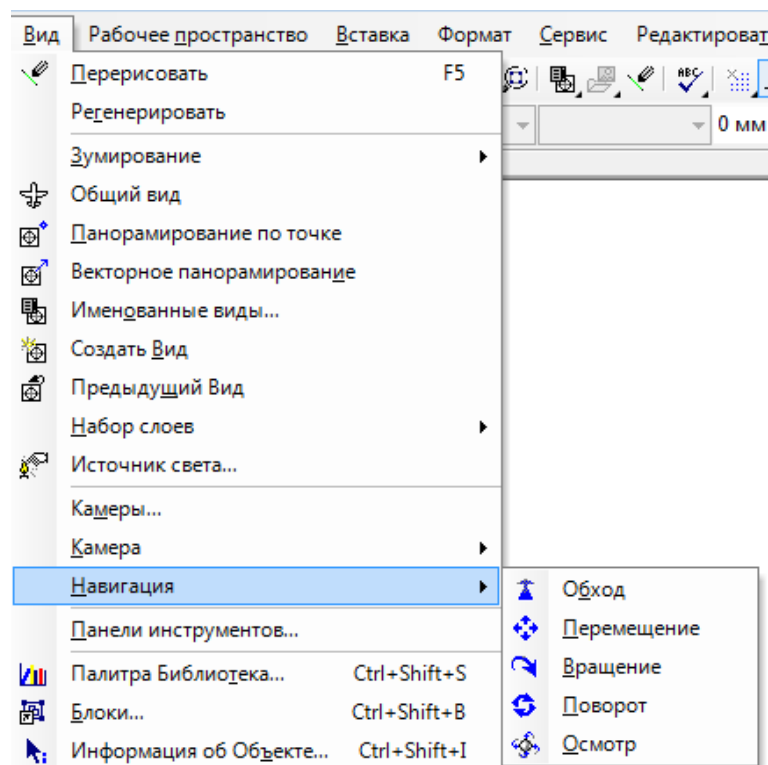 Вид Рабочее пространство Вставка Формат Сервис Редактироват
Перерисовать F5
Регенерировать
0 мм
Зумирование
Общий вид
Панорамирование по точке
Векторное панорамирование
Именованные виды...
Создать Вид
Предыдущий Вид
Набор слоев
Источник света...
Камеры...
Камера
Навигация
Обход
Панели инструментов...
Перемещение
Палитра Библиотека... Ctrl+Shift+S
Вращение
Блоки... Ctrl+Shift+B
Поворот
Информация об Объекте... Ctrl+Shift+I
Осмотр